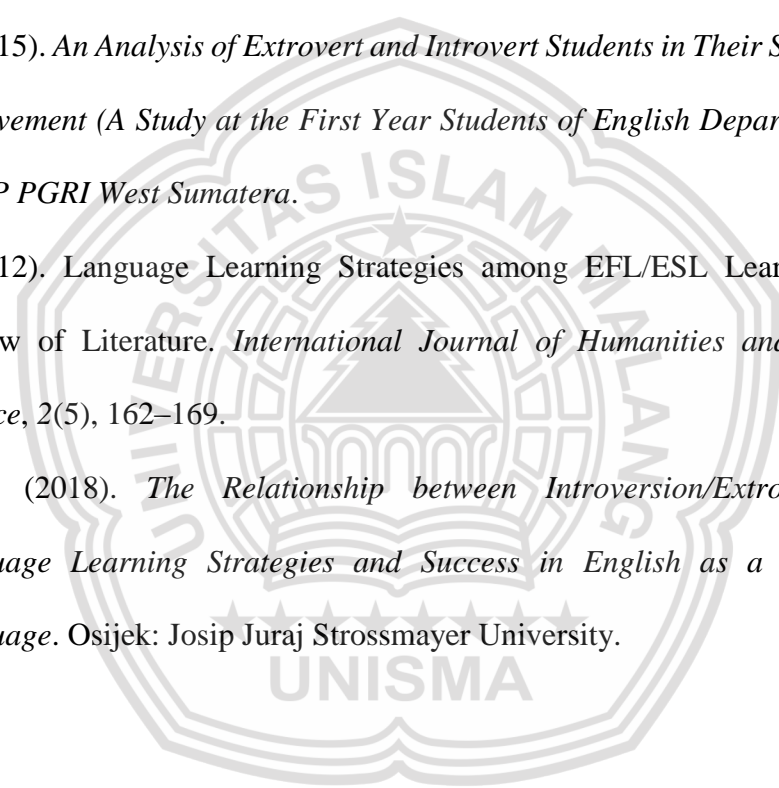 15). An Analysis of Extrovert and Introvert Students in Their S
vement (A Study at the First Year Students of English Depar
P PGRI West Sumatera.
12). Language Learning Strategies among EFL/ESL Lear
w of Literature. International Journal of Humanities and
ce, 2(5), 162–169.
(2018). The Relationship between Introversion/Extro
uage Learning Strategies and Success in English as a
uage. Osijek: Josip Juraj Strossmayer University.
UNIVERSITAS ISLAM MALANG
UNISMA